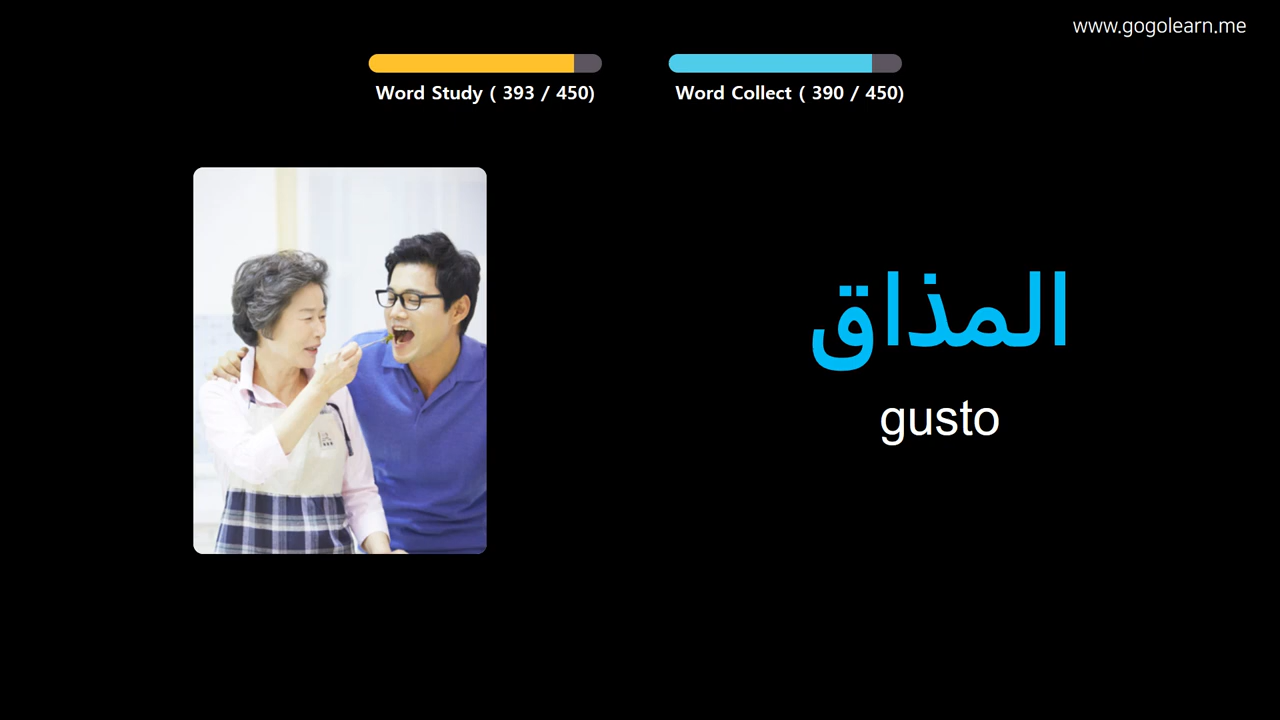 www.gogolearn.me
Word Study ( 393 / 450)
Word Collect ( 390 / 450)
المذاق
gusto